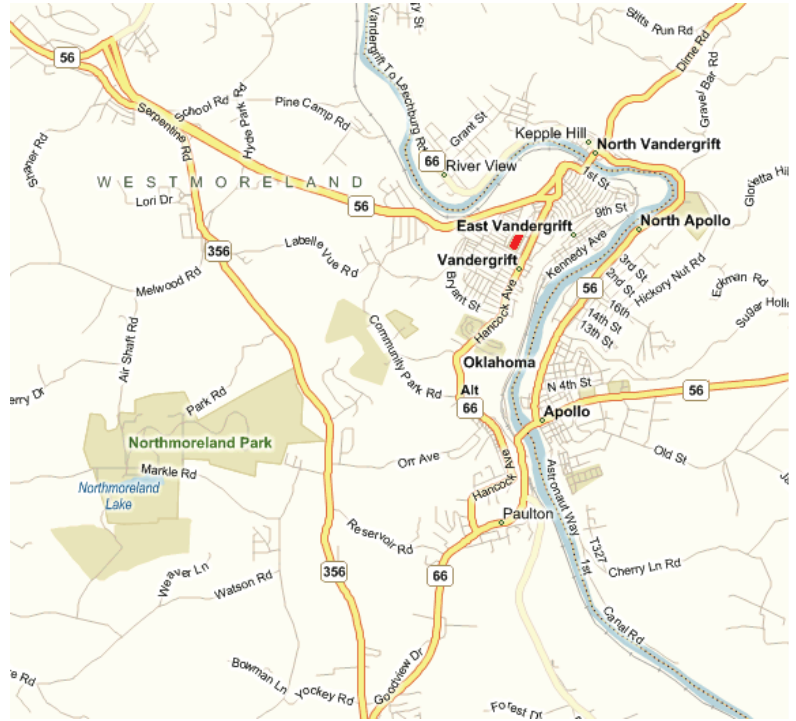 Stitts Run Rd
Dime Rd
Gravel Bar Rd
56
Vandergrift To Leechburg Rd
School Rd
Hyde Park Rd
Pine Camp Rd
Serpentine Rd
Grant St
Kepple Hill
North Vandergrift
66
River View
Shaner Rd
WESTMORELAND
1st St
Glorietta Hil
Lori Dr
56
9th St
North Apollo
East Vandergrift
356
Labelle Vue Rd
Kennedy Ave
Vandergrift
3rd St
2nd St
Hickory Nut Rd
Melwood Rd
Bryant St
56
16th
Eckman Rd
14th St
13th St
Sugar Hollo
Hancock Ave
Air Shaft Rd
Community Park Rd
Oklahoma
erry Dr
Park Rd
Alt
66
N 4th St
56
Apollo
Northmoreland Park
Orr Ave
Old St
Markle Rd
Northmoreland
Lake
Hancock Ave
Astronaut Way
Paulton
Reservoir Rd
T327
1st
Cherry Ln Rd
Weaver Ln
Watson Rd
356
66
Canal Rd
Bowman Ln
Yockey Rd
Goodview Dr
Forest Dr
re Rd